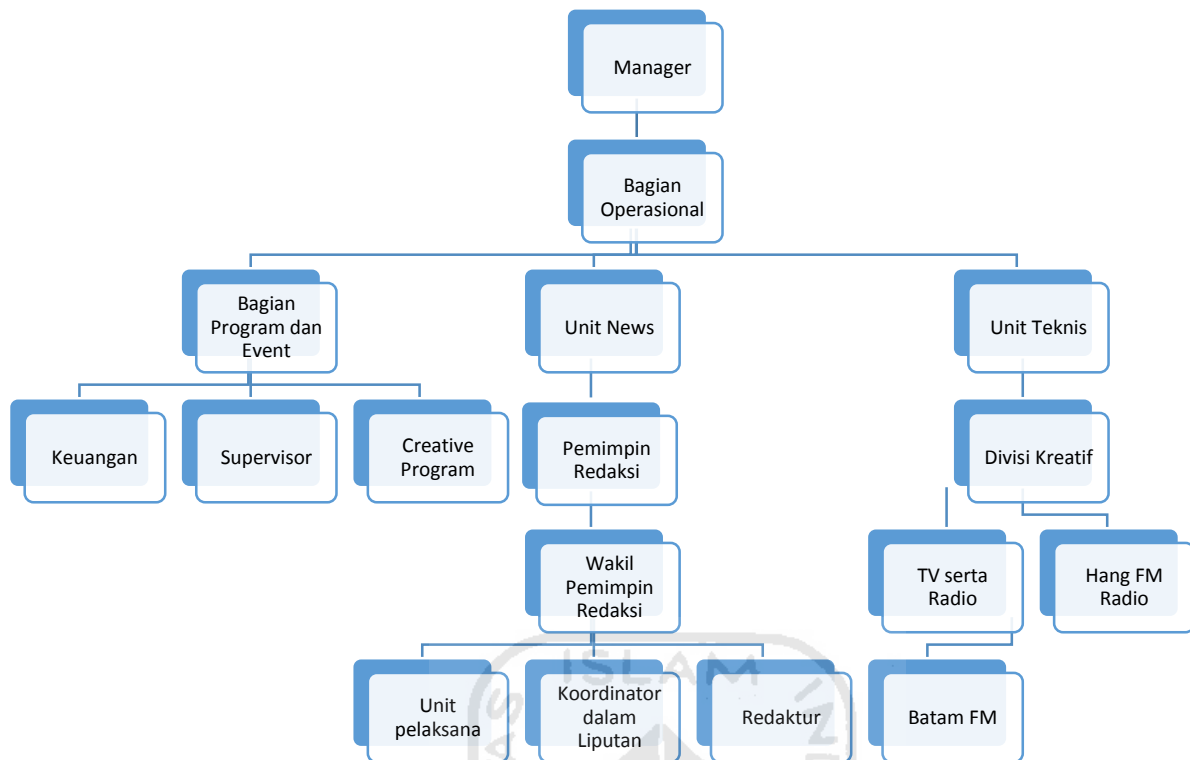 Manager
Bagian
Operasional
Bagian
Program dan
Event
Unit News
Unit Teknis
Keuangan
Supervisor
Creative
Program
Pemimpin
Redaksi
Divisi Kreatif
Wakil
Pemimpin
Redaksi
TV serta
Radio
Hang FM
Radio
ISLAM
Unit
pelaksana
Koordinator
dalam
Liputan
Redaktur
Batam FM